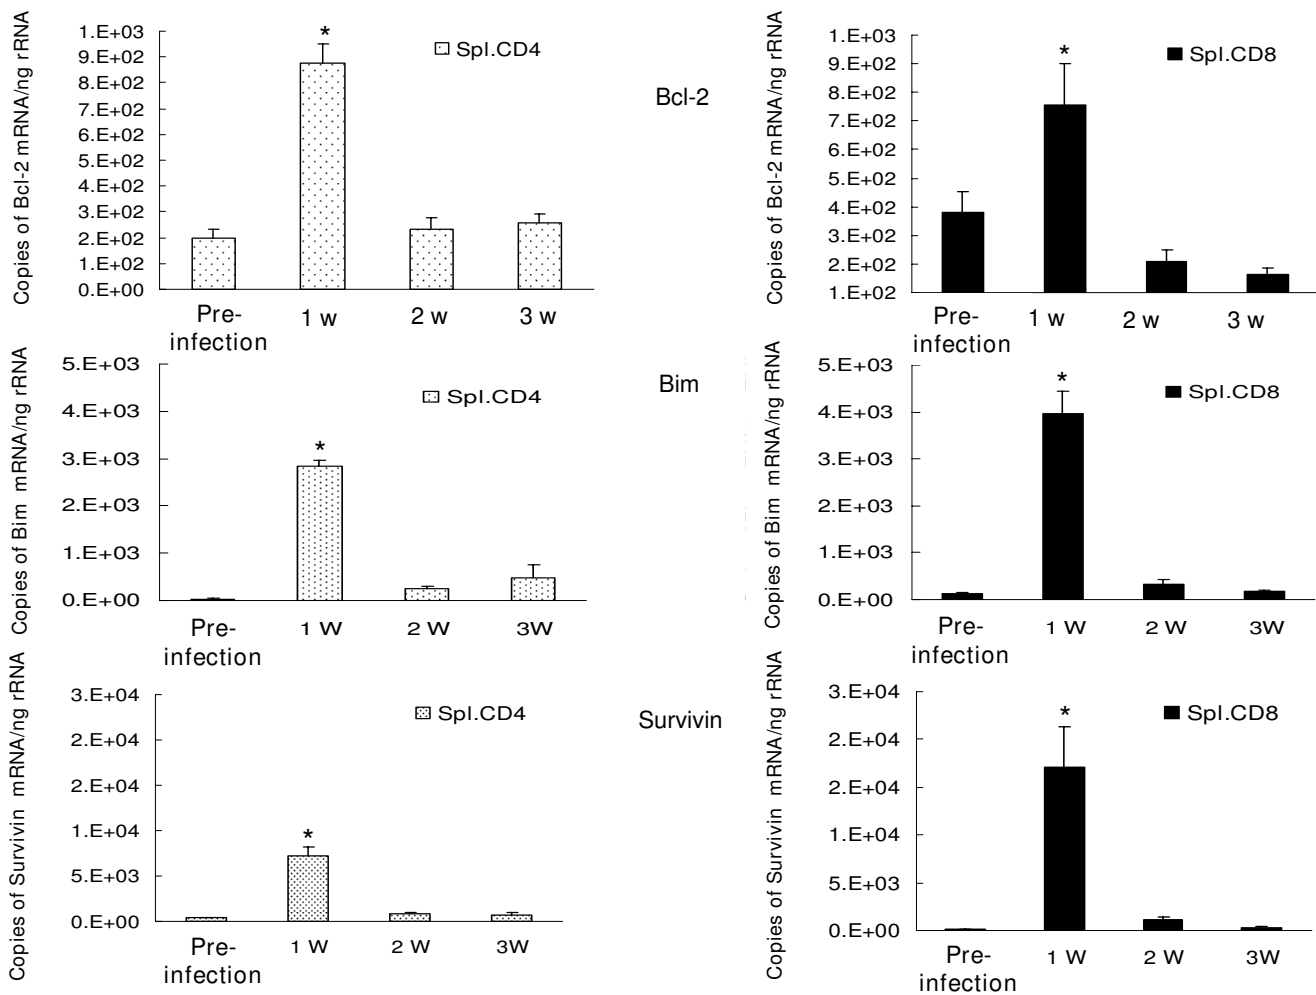 Copies of Bcl-2 mRNA/ng rRNA
1.E+03
9.E+02
8.E+02
7.E+02
6.E+02
5.E+02
4.E+02
3.E+02
2.E+02
1.E+02
0.E+00
*
Spl.CD4
Pre-
infection
1 w
2 w
3 w
Bcl-2
Copies of Bcl-2 mRNA/ng rRNA
1.E+03
9.E+02
8.E+02
7.E+02
6.E+02
5.E+02
4.E+02
3.E+02
2.E+02
1.E+02
*
Spl.CD8
Pre-
infection
1 w
2 w
3 w
Copies of Bim mRNA/ng rRNA
5.E+03
4.E+03
3.E+03
2.E+03
1.E+03
0.E+00
*
Spl.CD4
Pre-
infection
1 W
2 W
3W
Bim
Copies of Bim mRNA/ng rRNA
5.E+03
4.E+03
3.E+03
2.E+03
1.E+03
0.E+00
*
Spl.CD8
Pre-
infection
1 W
2 W
3W
Copies of Survivin mRNA/ng rRNA
3.E+04
2.E+04
2.E+04
1.E+04
5.E+03
0.E+00
*
Spl.CD4
Pre-
infection
1 W
2 W
3W
Survivin
Copies of Survivin mRNA/ng rRNA
3.E+04
2.E+04
2.E+04
1.E+04
5.E+03
0.E+00
*
Spl.CD8
Pre-
infection
1 W
2 W
3W